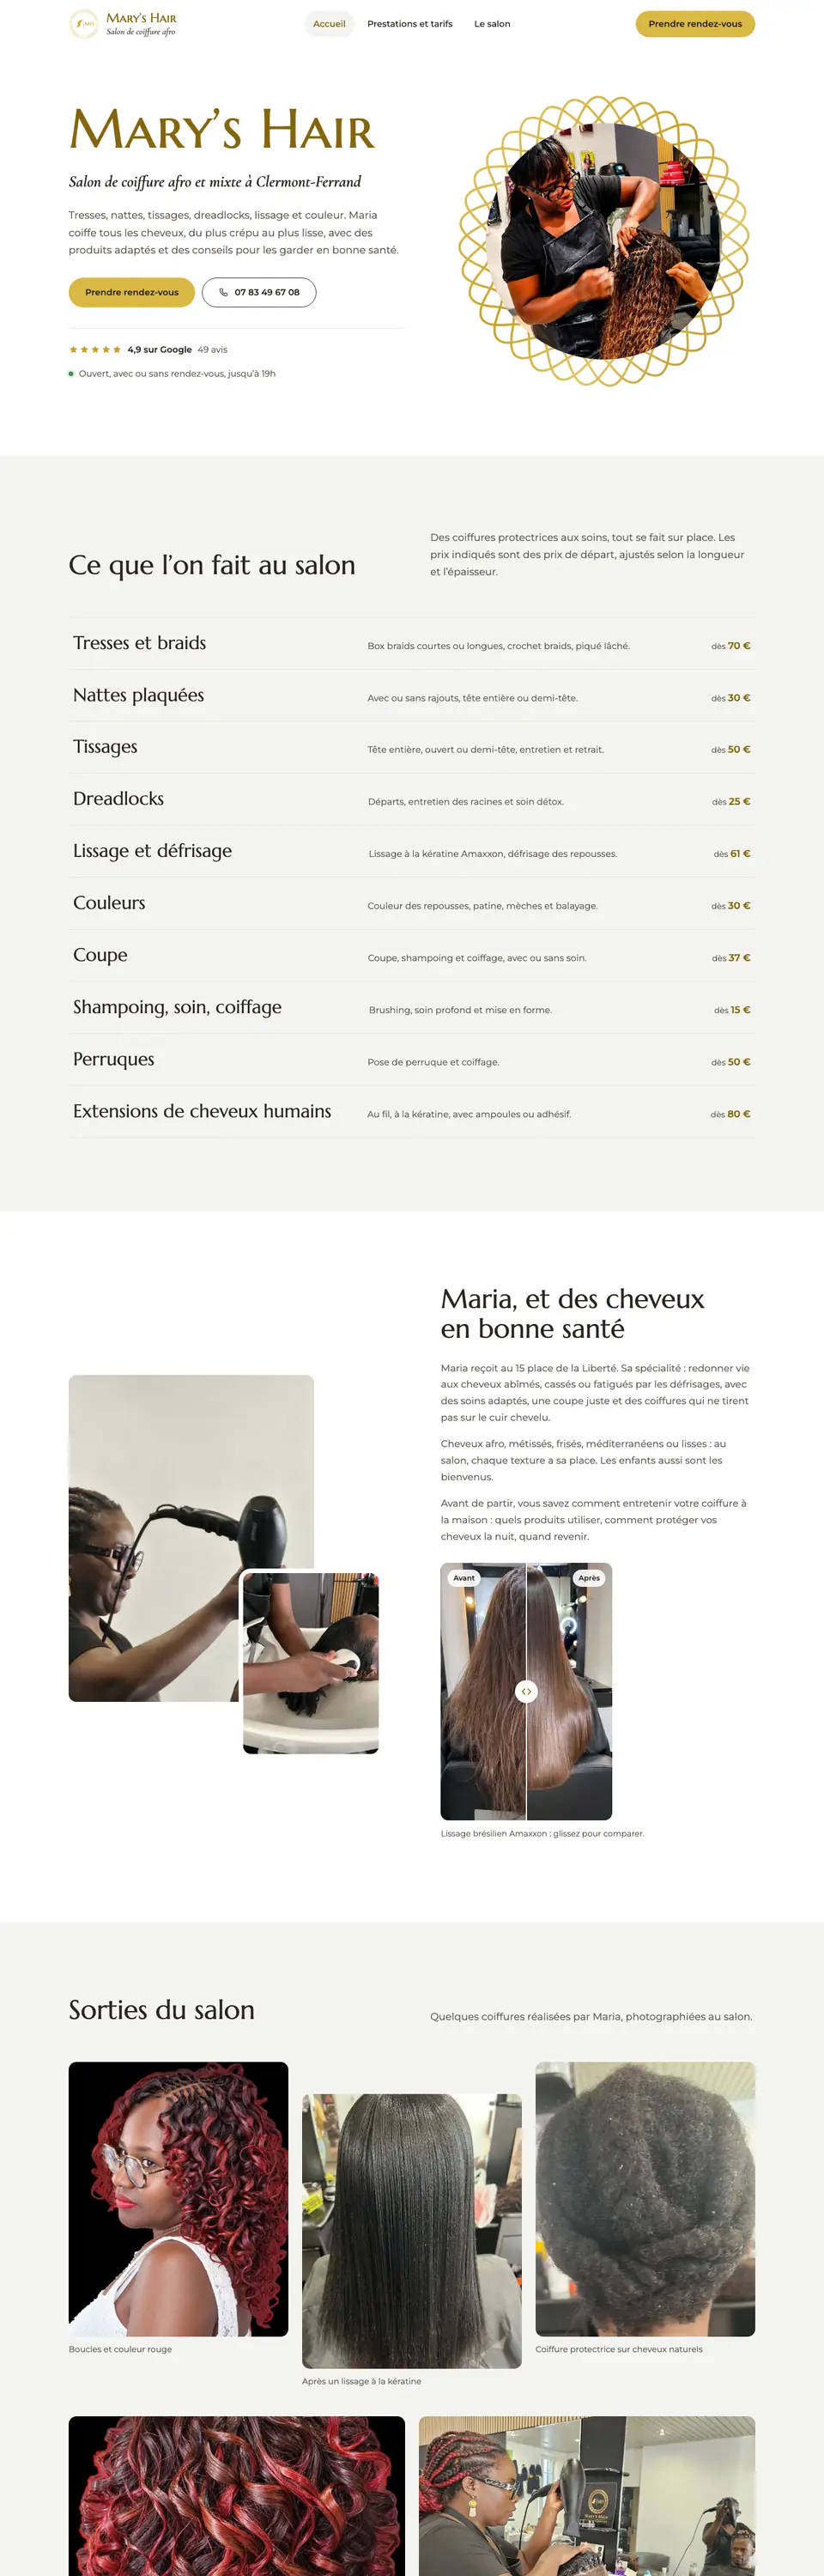 Mary's Hair
Salon de coiffure afro
Accueil
Prestations et tarifs
Le salon
Prendre rendez-vous
Mary's Hair
Salon de coiffure afro et mixte à Clermont-Ferrand
Tresses, nattes, tissages, dreadlocks, lissage et couleur. Maria
coiffe tous les cheveux, du plus crépu au plus lisse, avec des
produits adaptés et des conseils pour les garder en bonne santé.
Prendre rendez-vous
07 83 49 67 08
4,9 sur Google 49 avis
Ouvert, avec ou sans rendez-vous, jusqu'à 19h
Ce que l'on fait au salon
Des coiffures protectrices aux soins, tout se fait sur place. Les
prix indiqués sont des prix de départ, ajustés selon la longueur
et l'épaisseur.
Tresses et braids
Box braids courtes ou longues, crochet braids, piqué lâché.
dès 70 €
Nattes plaquées
Avec ou sans rajouts, tête entière ou demi-tête.
dès 30 €
Tissages
Tête entière, ouvert ou demi-tête, entretien et retrait.
dès 50 €
Dreadlocks
Départs, entretien des racines et soin détox.
dès 25 €
Lissage et défrisage
Lissage à la kératine Amaxxon, défrisage des repousses.
dès 61 €
Couleurs
Couleur des repousses, patine, mèches et balayage.
dès 30 €
Coupe
Coupe, shampoing et coiffage, avec ou sans soin.
dès 37 €
Shampoing, soin, coiffage
Brushing, soin profond et mise en forme.
dès 15 €
Perruques
Pose de perruque et coiffage.
dès 50 €
Extensions de cheveux humains
Au fil, à la kératine, avec ampoules ou adhésif.
dès 80 €
Maria, et des cheveux
en bonne santé
Maria reçoit au 15 place de la Liberté. Sa spécialité : redonner vie
aux cheveux abîmés, cassés ou fatigués par les défrisages, avec
des soins adaptés, une coupe juste et des coiffures qui ne tirent
pas sur le cuir chevelu.
Cheveux afro, métissés, frisés, méditerranéens ou lisses : au
salon, chaque texture a sa place. Les enfants aussi sont les
bienvenus.
Avant de partir, vous savez comment entretenir votre coiffure à
la maison : quels produits utiliser, comment protéger vos
cheveux la nuit, quand revenir.
Avant
Après
Lissage brésilien Amaxxon : glissez pour comparer.
Sorties du salon
Quelques coiffures réalisées par Maria, photographiées au salon.
Boucles et couleur rouge
Après un lissage à la kératine
Coiffure protectrice sur cheveux naturels